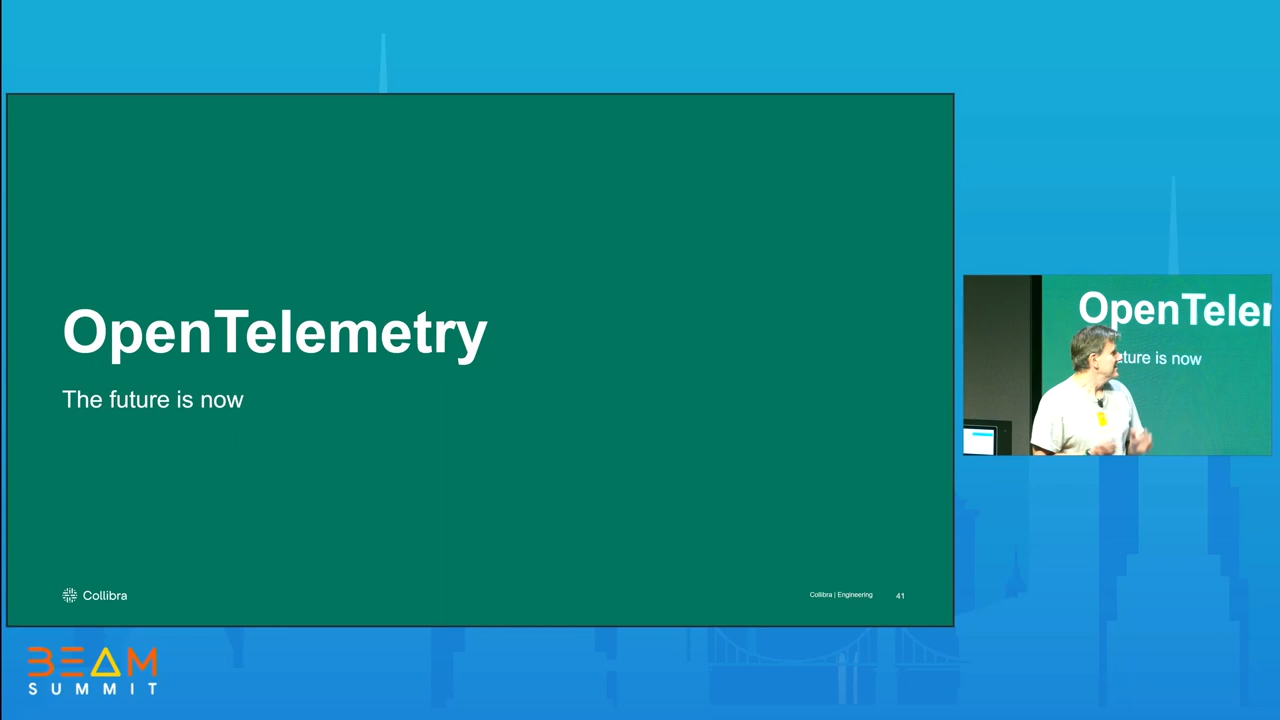 OpenTelemetry
The future is now
Collibra
Collibra | Engineering
41
OpenTeler
ture is now
BEAM
SUMMIT